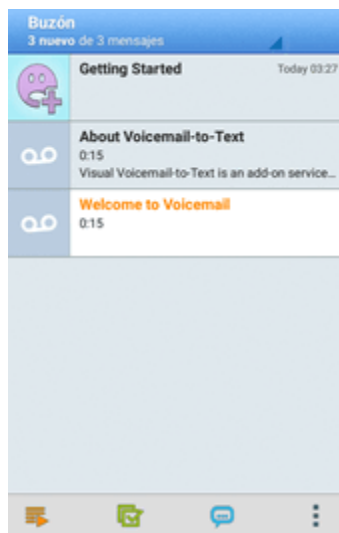 Buzón
3 nuevo de 3 mensajes
Getting Started
Today 03:27
About Voicemail-to-Text
0:15
Visual Voicemail-to-Text is an add-on service...
Welcome to Voicemail
0:15